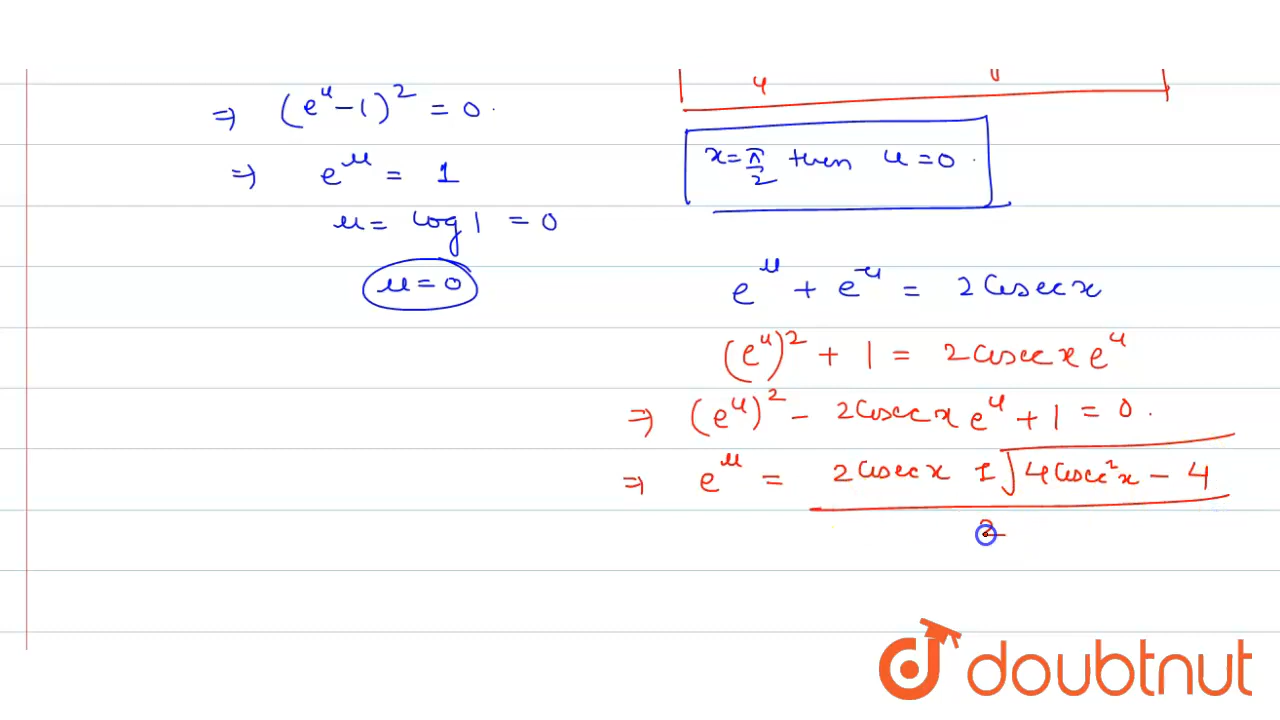 ⇒ (e^u − 1)^2 = 0.
⇒ e^u = 1
u = log 1 = 0
u = 0
4
x = π/2 then u = 0.
e^u + e^-u = 2 cosec x
(e^u)^2 + 1 = 2 cosec x e^u
⇒ (e^u)^2 − 2 cosec x e^u + 1 = 0.
⇒ e^u = 2 cosec x ± √4 cosec^2 x − 4
2
doubtnut